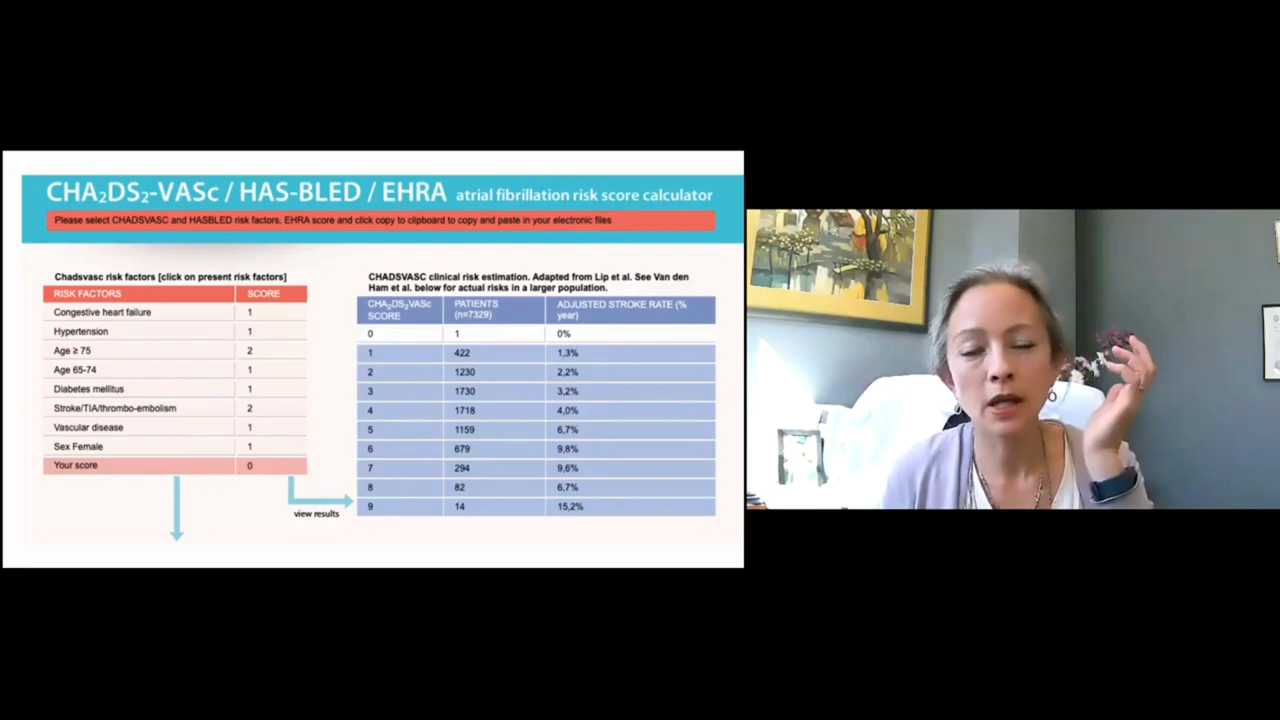 CHA₂DS₂-VASc / HAS-BLED / EHRA atrial fibrillation risk score calculator
Please select CHADSVASC and HASBLED risk factors, EHRA score and click copy to clipboard to copy and paste in your electronic files
Chadsvasc risk factors [click on present risk factors]
RISK FACTORS SCORE
Congestive heart failure 1
Hypertension 1
Age ≥ 75 2
Age 65-74 1
Diabetes mellitus 1
Stroke/TIA/thrombo-embolism 2
Vascular disease 1
Sex Female 1
Your score 0
view results
CHADSVASC clinical risk estimation. Adapted from Lip et al. See Van den
Ham et al. below for actual risks in a larger population.
CHA₂DS₂VASc PATIENTS ADJUSTED STROKE RATE (%
SCORE (n=7329) year)
0 1 0%
1 422 1,3%
2 1230 2,2%
3 1730 3,2%
4 1718 4,0%
5 1159 6,7%
6 679 9,8%
7 294 9,6%
8 82 6,7%
9 14 15,2%